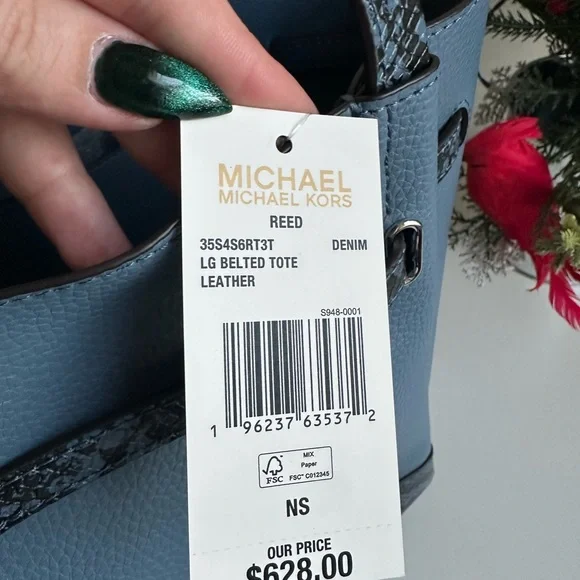 MICHAEL
MICHAEL KORS
REED
35S4S6RT3T DENIM
LG BELTED TOTE
LEATHER
S948-0001
1 96237 63537 2
FSC
MIX
Paper
FSC™ C012345
NS
OUR PRICE
$628.00